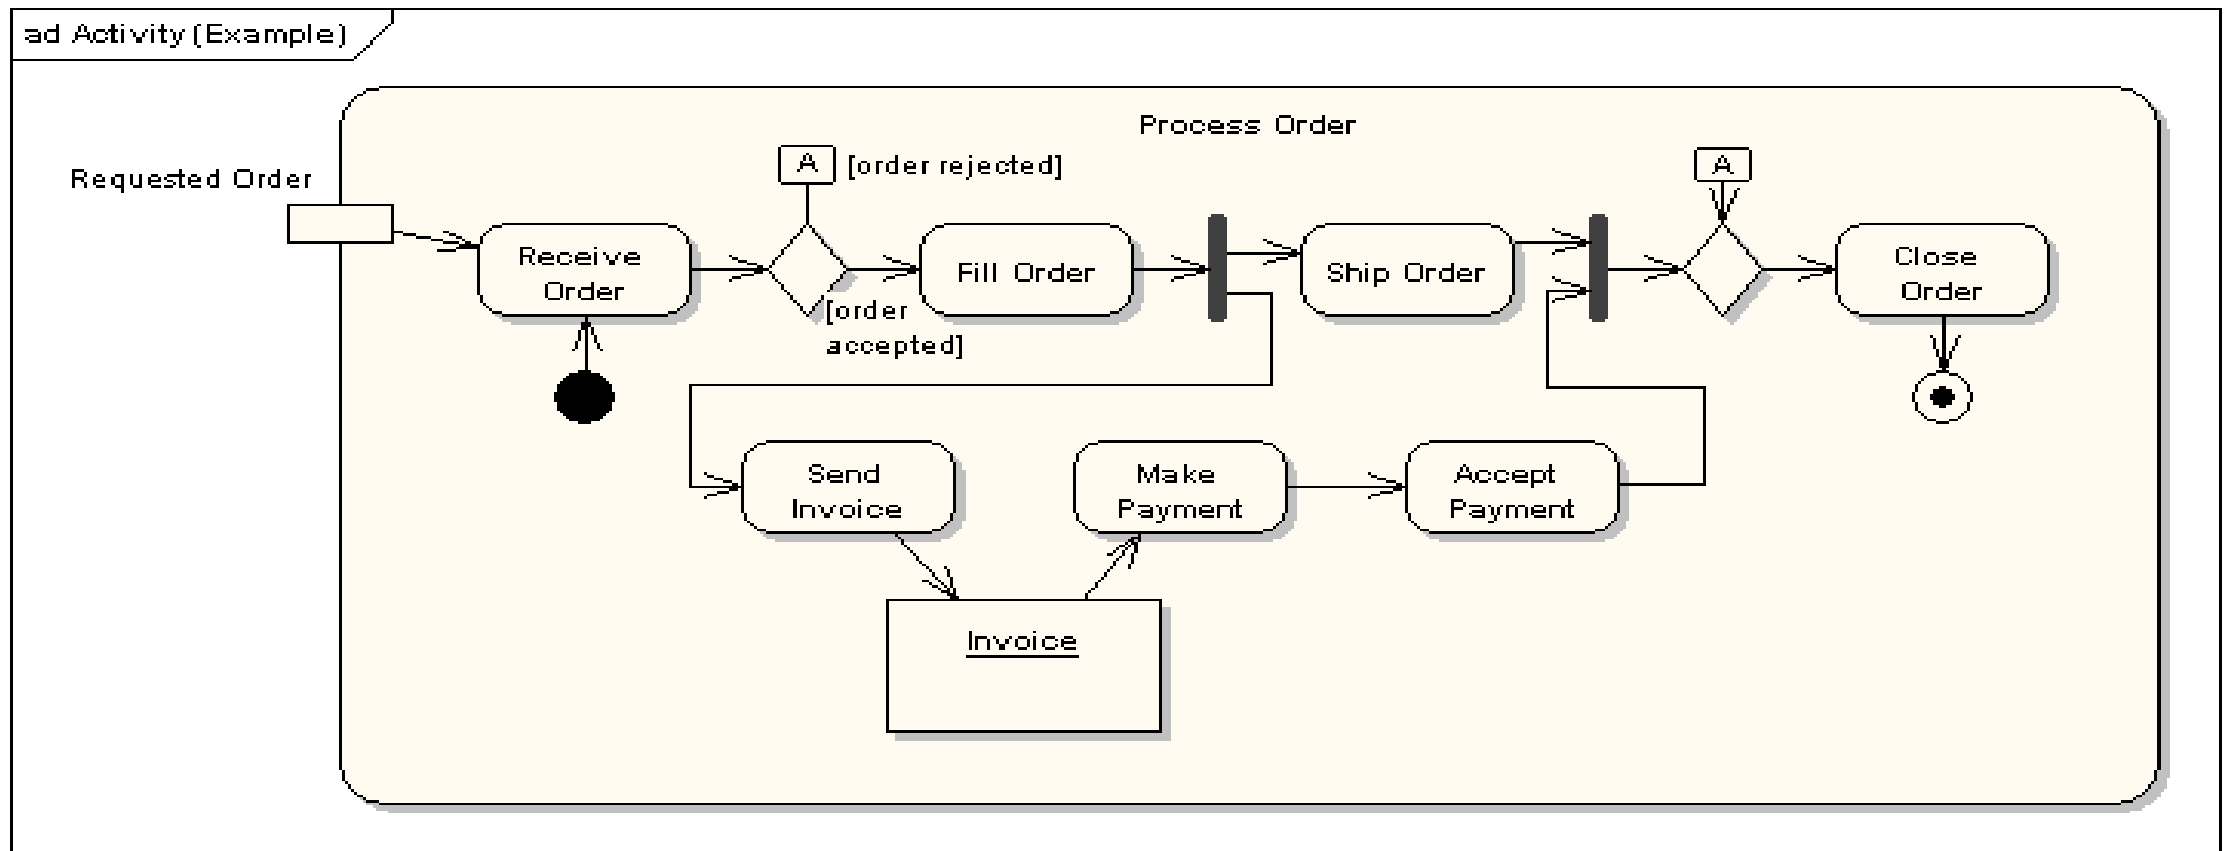 ad Activity (Example)
Process Order
Requested Order
A
[order rejected]
A
Receive
Order
Fill Order
Ship Order
Close
Order
[order
accepted]
Send
Invoice
Make
Payment
Accept
Payment
Invoice